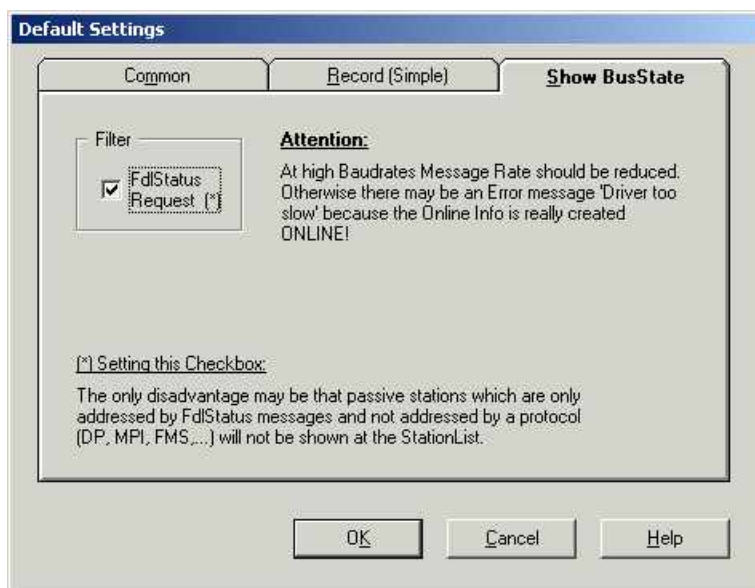 Default Settings
Common
Record (Simple)
Show BusState
Filter
FdlStatus
Request (*)
Attention:
At high Baudrates Message Rate should be reduced.
Otherwise there may be an Error message 'Driver too
slow' because the Online Info is really created
ONLINE!
(*) Setting this Checkbox:
The only disadvantage may be that passive stations which are only
addressed by FdlStatus messages and not addressed by a protocol
(DP, MPI, FMS,...) will not be shown at the StationList.
OK
Cancel
Help